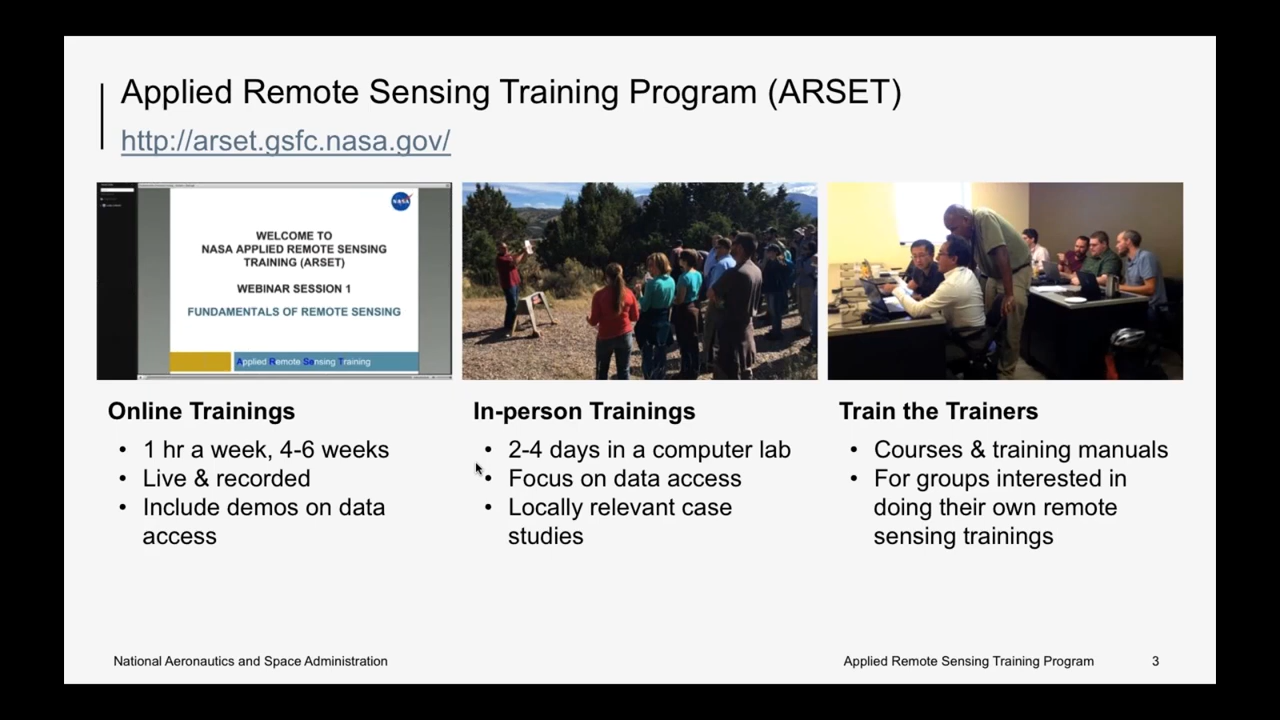 Applied Remote Sensing Training Program (ARSET)
http://arset.gsfc.nasa.gov/
NASA
WELCOME TO
NASA APPLIED REMOTE SENSING
TRAINING (ARSET)
WEBINAR SESSION 1
FUNDAMENTALS OF REMOTE SENSING
Applied Remote Sensing Training
Online Trainings
• 1 hr a week, 4-6 weeks
• Live & recorded
• Include demos on data
access
In-person Trainings
• 2-4 days in a computer lab
• Focus on data access
• Locally relevant case
studies
Train the Trainers
• Courses & training manuals
• For groups interested in
doing their own remote
sensing trainings
National Aeronautics and Space Administration
Applied Remote Sensing Training Program
3